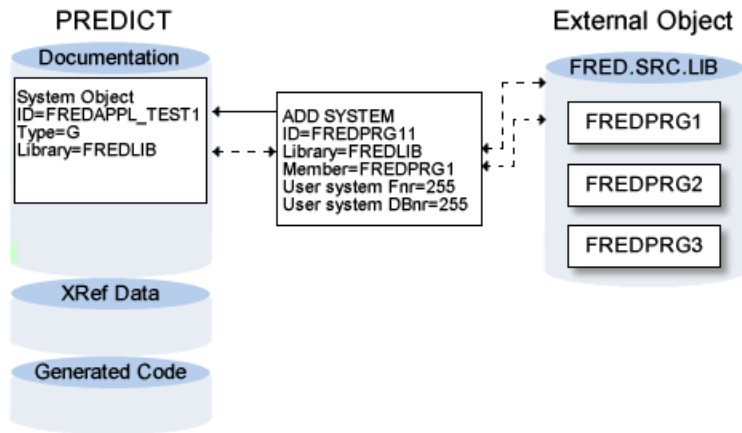 PREDICT
Documentation
System Object
ID=FREDAPPL_TEST1
Type=G
Library=FREDLIB
XRef Data
Generated Code
ADD SYSTEM
ID=FREDPRG11
Library=FREDLIB
Member=FREDPRG1
User system Fnr=255
User system DBnr=255
External Object
FRED.SRC.LIB
FREDPRG1
FREDPRG2
FREDPRG3